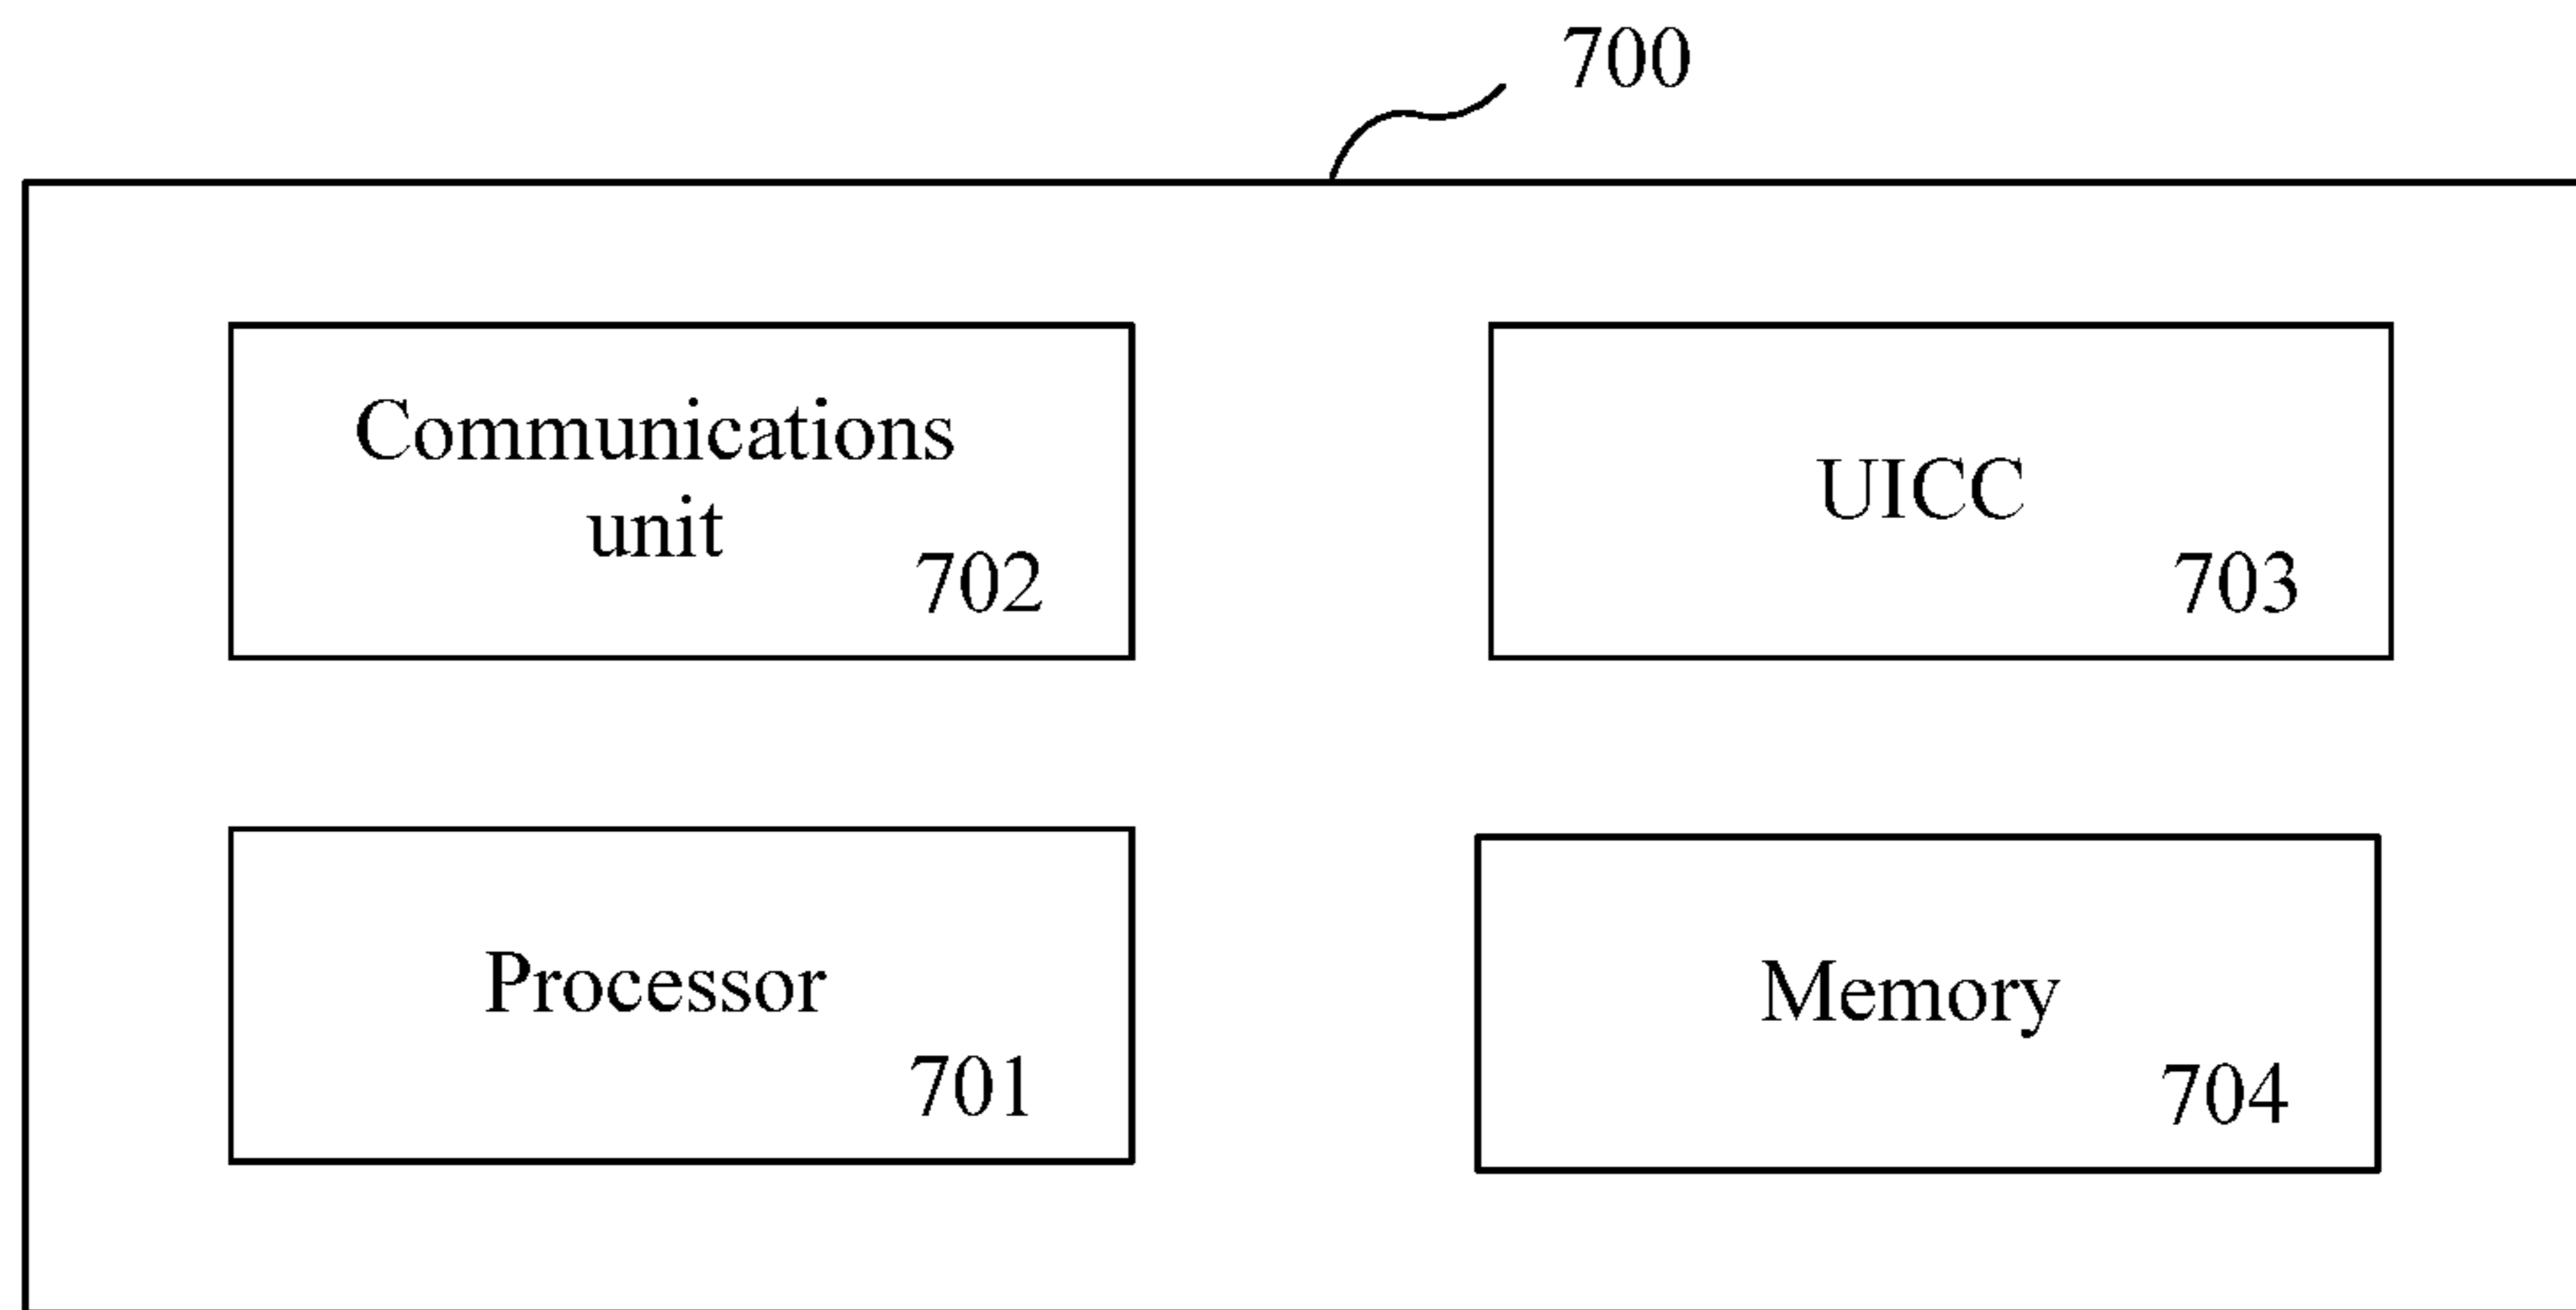 700
Communications
unit
702
UICC
703
Processor
701
Memory
704